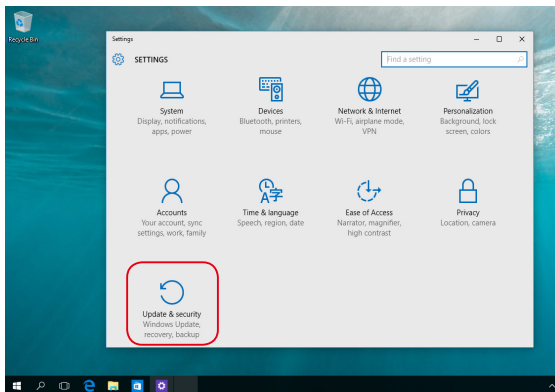 Recycle Bin
Settings
SETTINGS
Find a setting
System
Display, notifications,
apps, power
Devices
Bluetooth, printers,
mouse
Network & Internet
Wi-Fi, airplane mode,
VPN
Personalization
Background, lock
screen, colors
Accounts
Your account, sync
settings, work, family
Time & language
Speech, region, date
Ease of Access
Narrator, magnifier,
high contrast
Privacy
Location, camera
Update & security
Windows Update,
recovery, backup